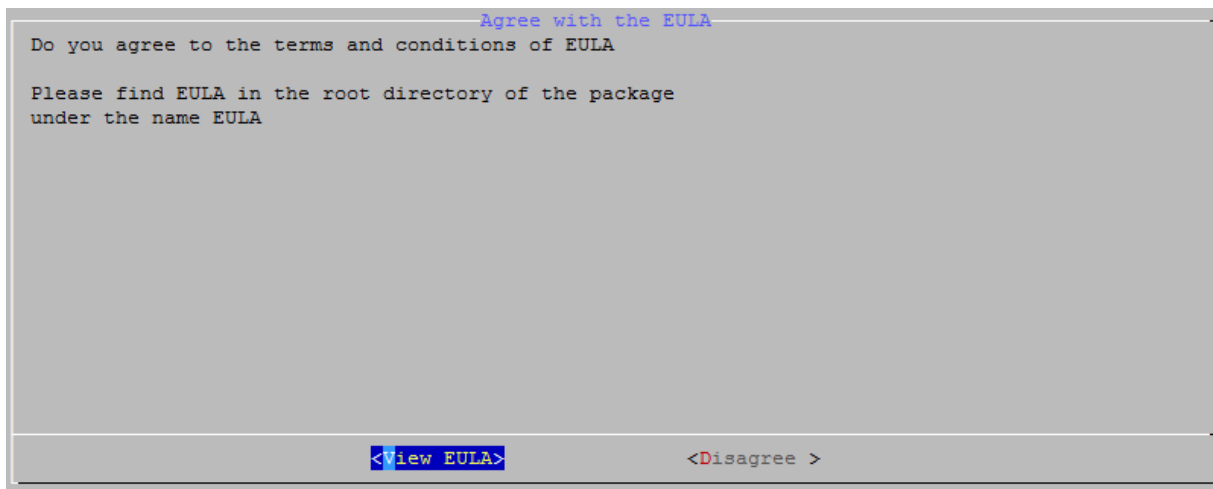 Agree with the EULA
Do you agree to the terms and conditions of EULA
Please find EULA in the root directory of the package
under the name EULA
<View EULA> <Disagree >